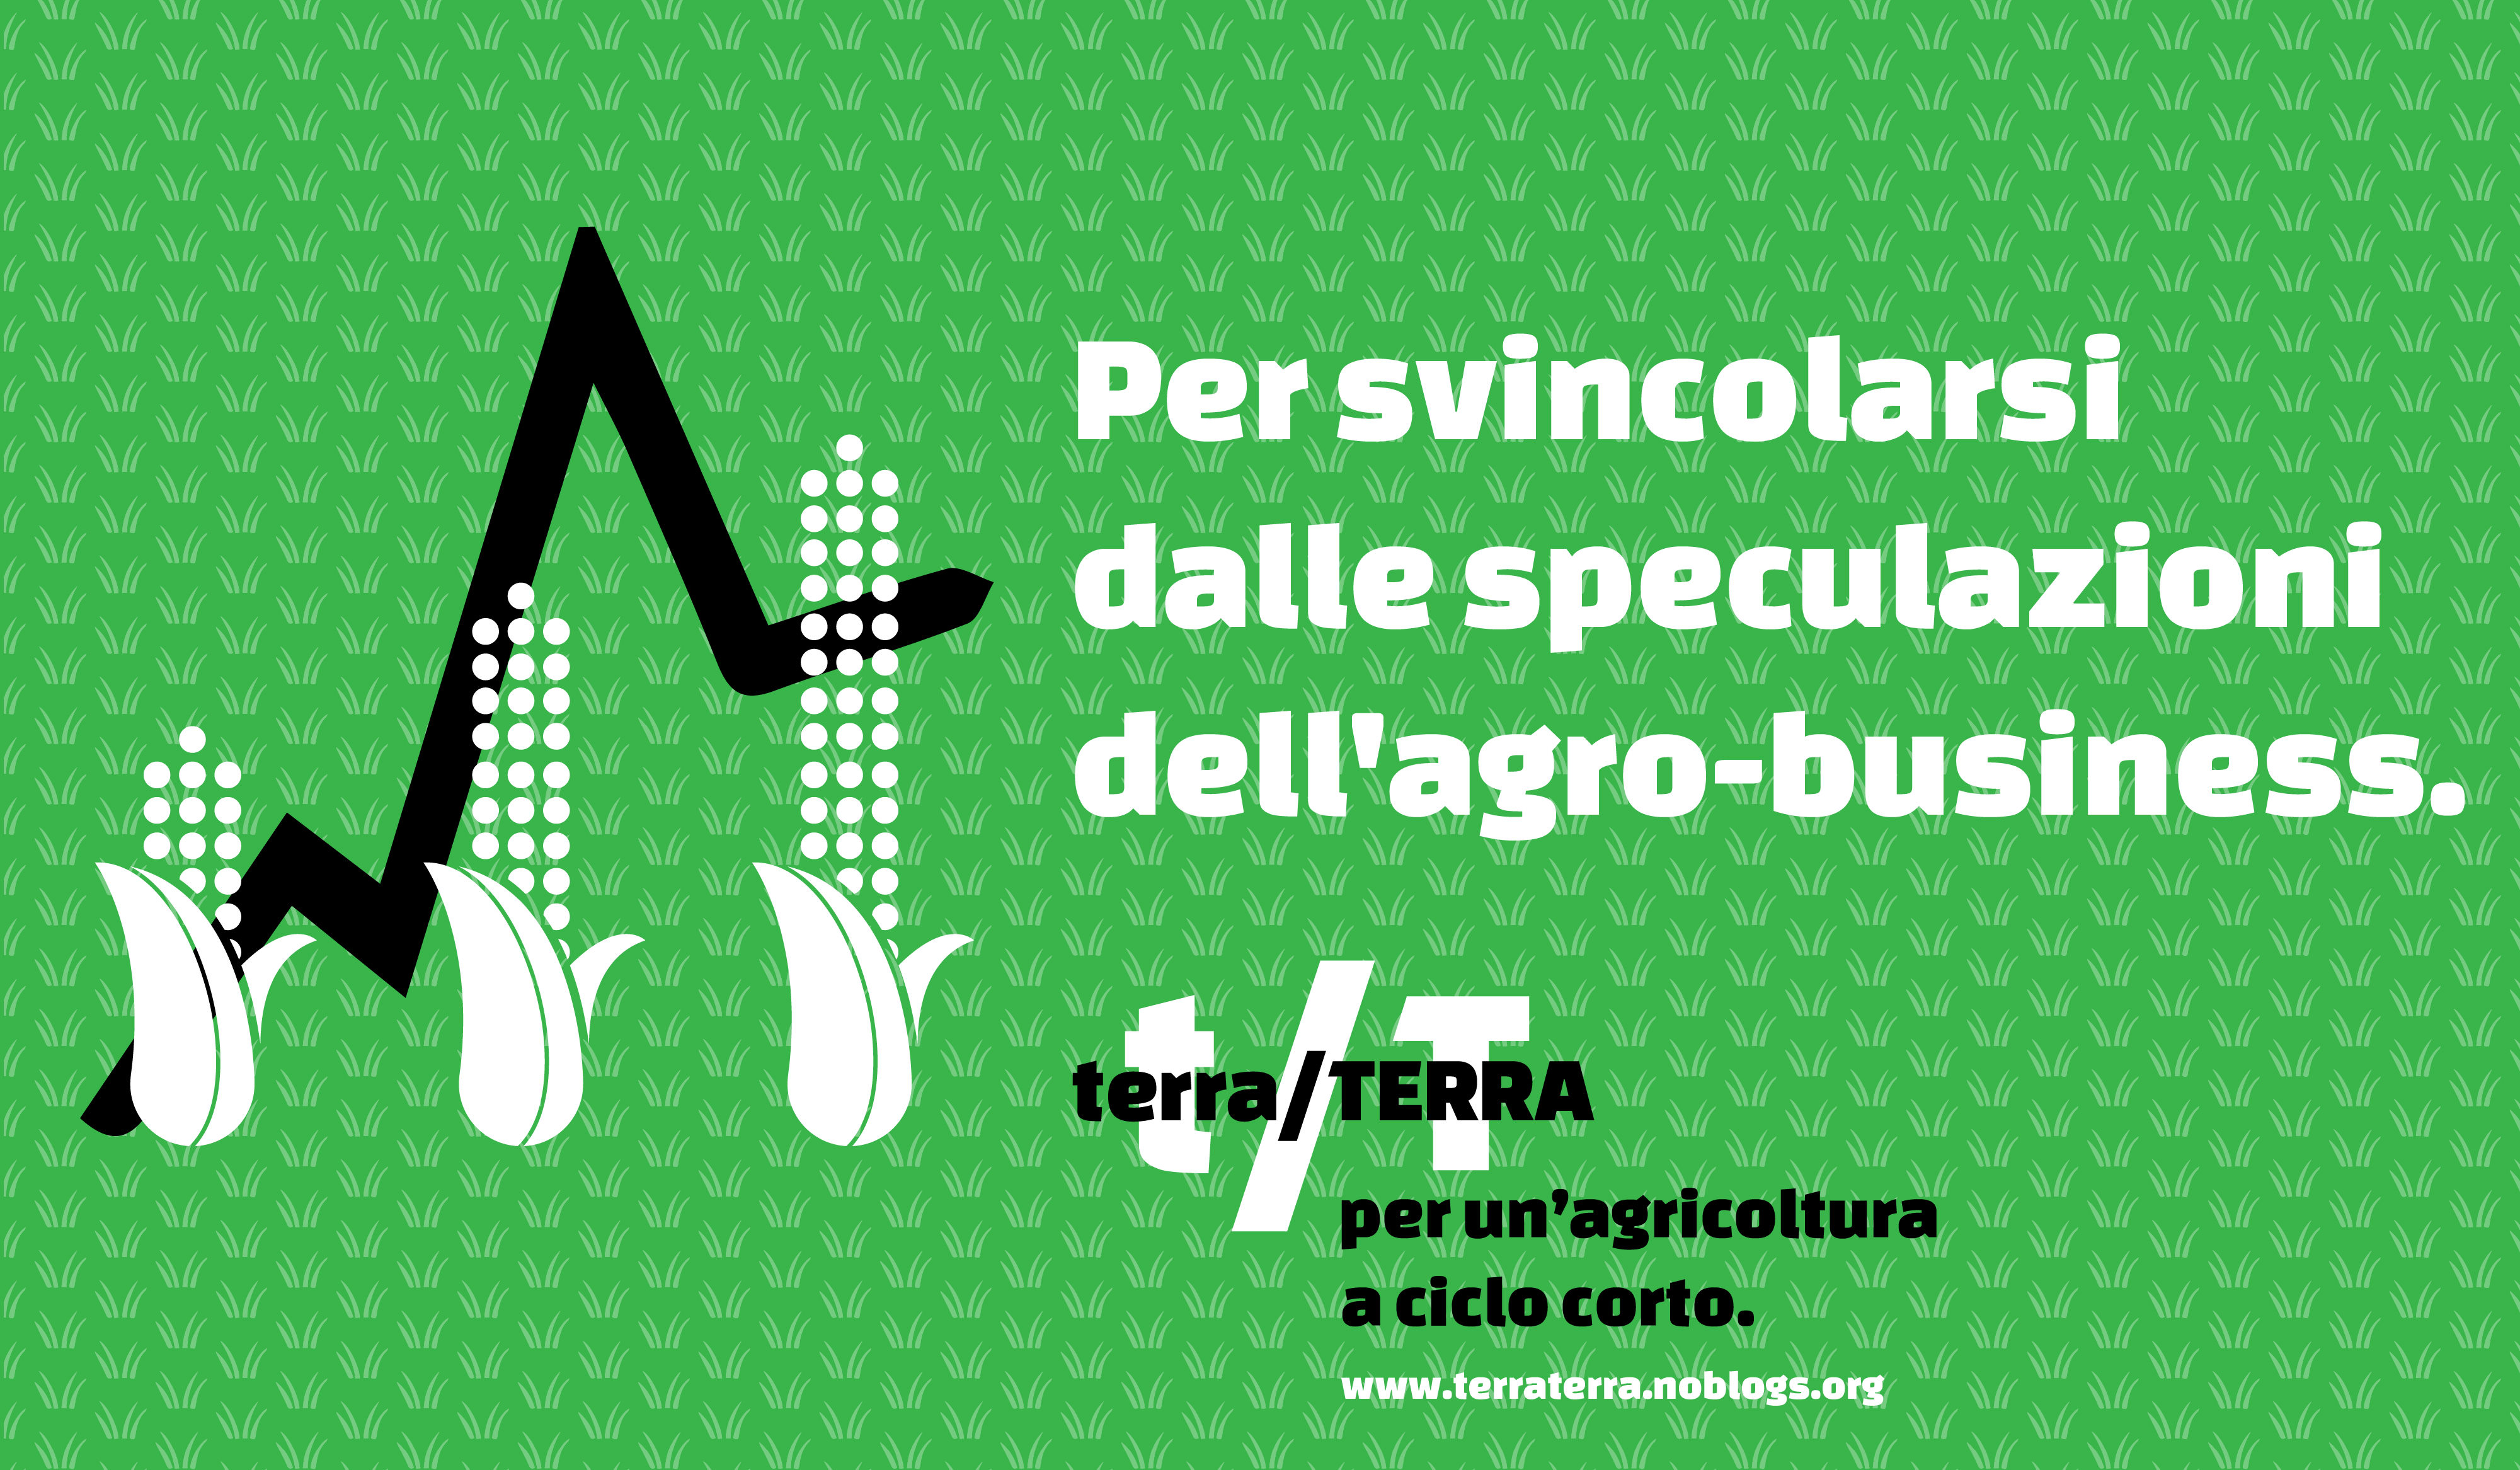 Per svincolarsi
dalle speculazioni
dell'agro-business.
t/T
terra/TERRA
per un’agricoltura
a ciclo corto.
www.terraterra.noblogs.org